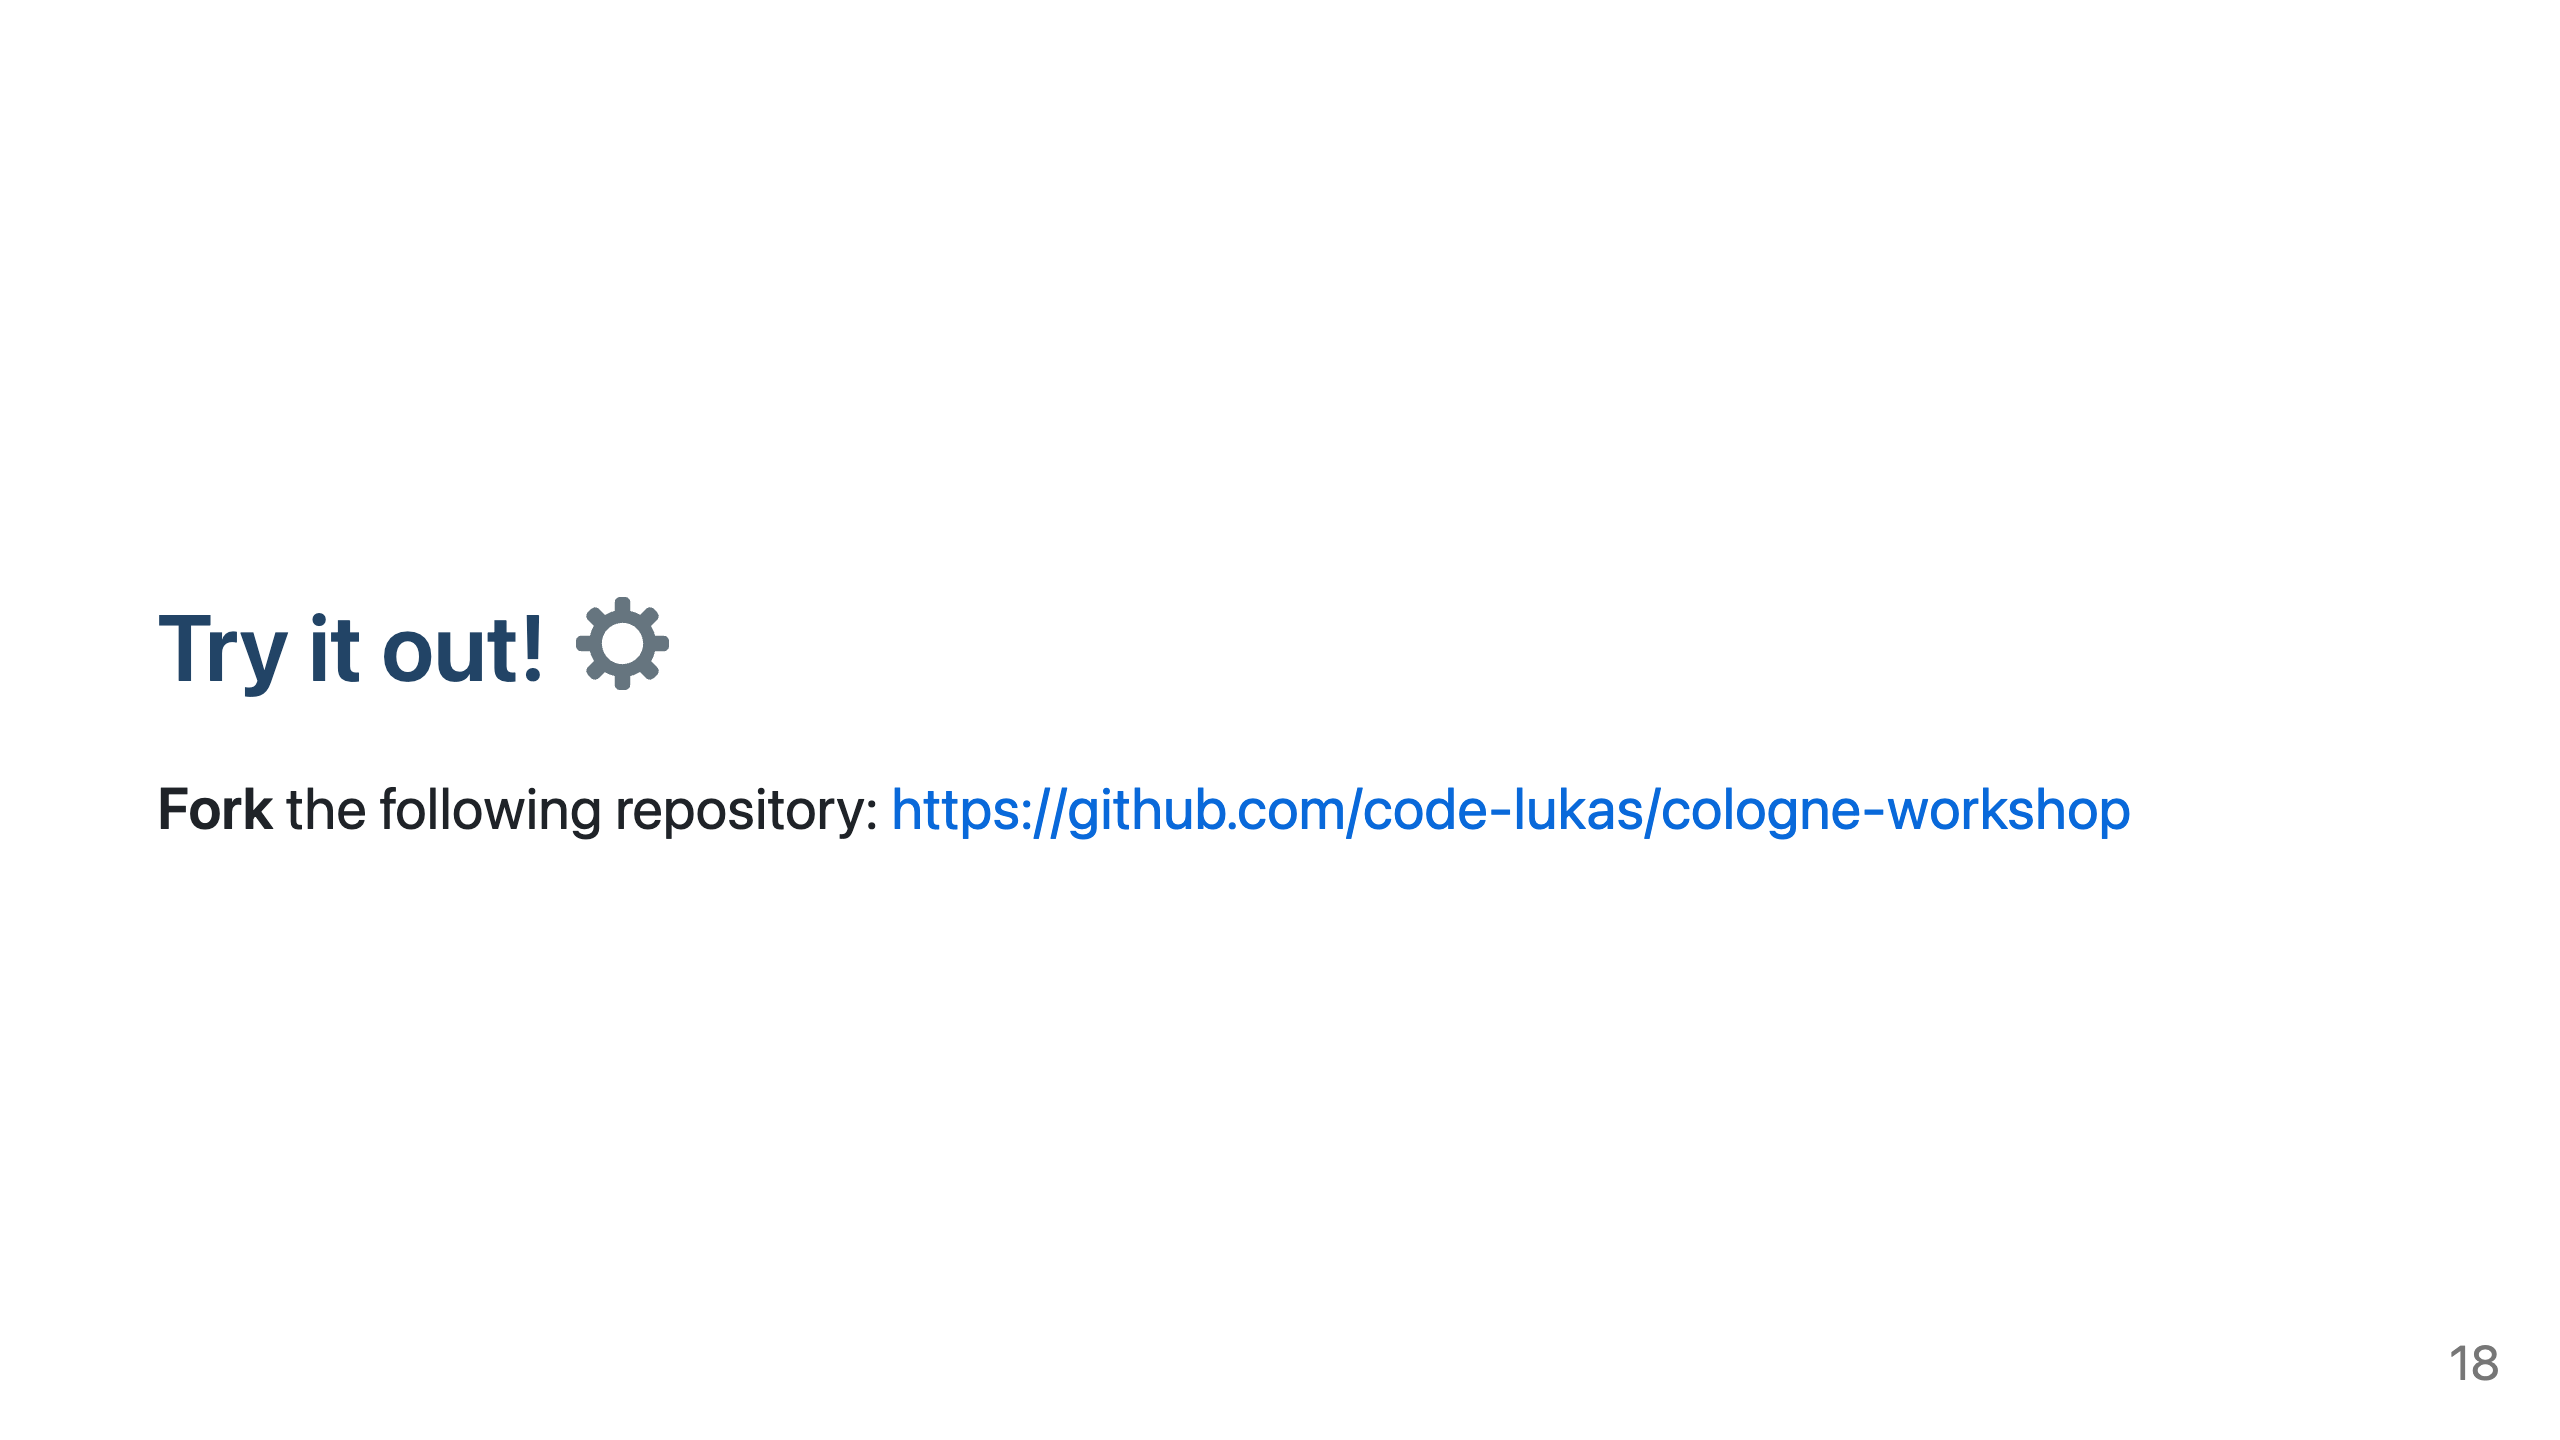 Try it out! ⚙️
Fork the following repository: https://github.com/code-lukas/cologne-workshop
18